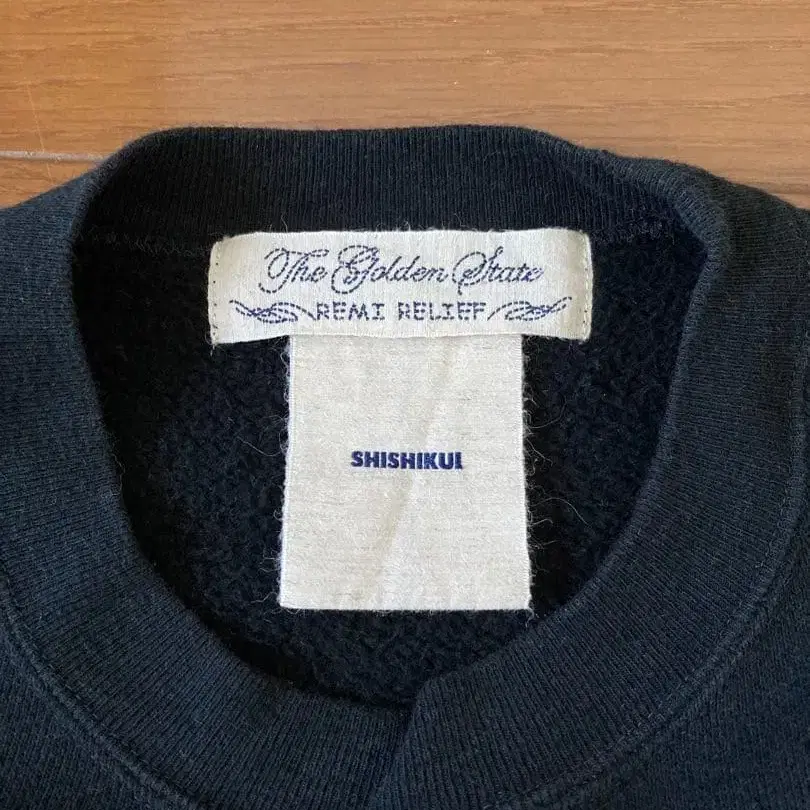 The Golden State
REMI RELIEF
SHISHIKUI